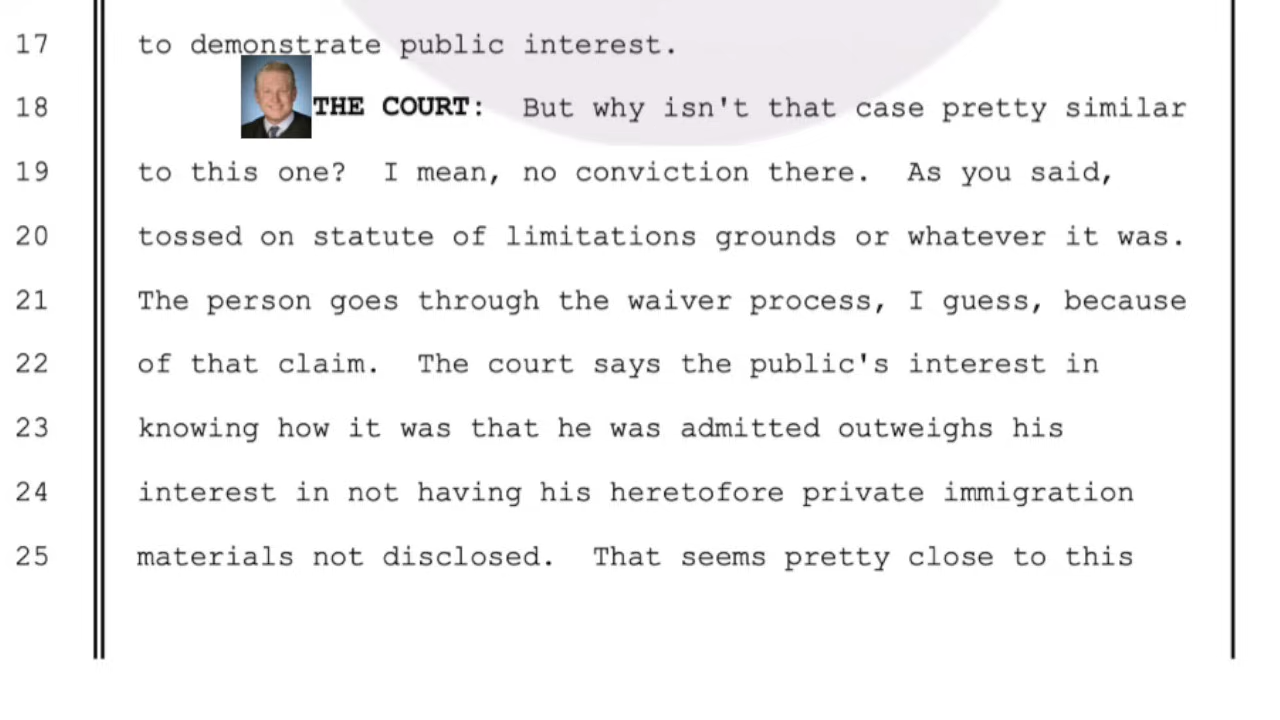 17 to demonstrate public interest.
18 THE COURT: But why isn't that case pretty similar
19 to this one? I mean, no conviction there. As you said,
20 tossed on statute of limitations grounds or whatever it was.
21 The person goes through the waiver process, I guess, because
22 of that claim. The court says the public's interest in
23 knowing how it was that he was admitted outweighs his
24 interest in not having his heretofore private immigration
25 materials not disclosed. That seems pretty close to this